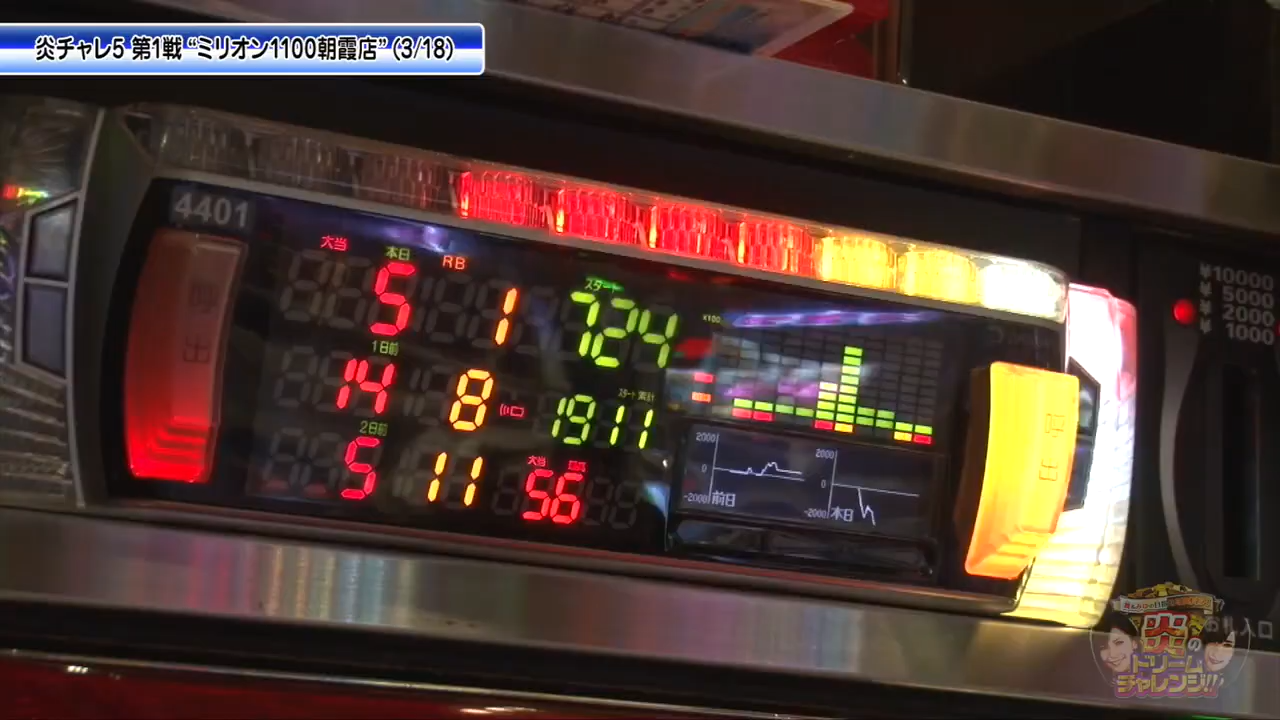 炎チャレ5 第1戦 “ミリオン1100朝霞店” (3/18)
4401
大当 本日 RB スタート
5 1 724
1日前 スタート累計
14 8 1911
2日前 大当
5 11 56
x100
2000
0
-2000
前日
2000
0
-2000
本日
¥10000
¥5000
¥2000
¥1000
入口
炎の
ドリーム
チャレンジ!!!